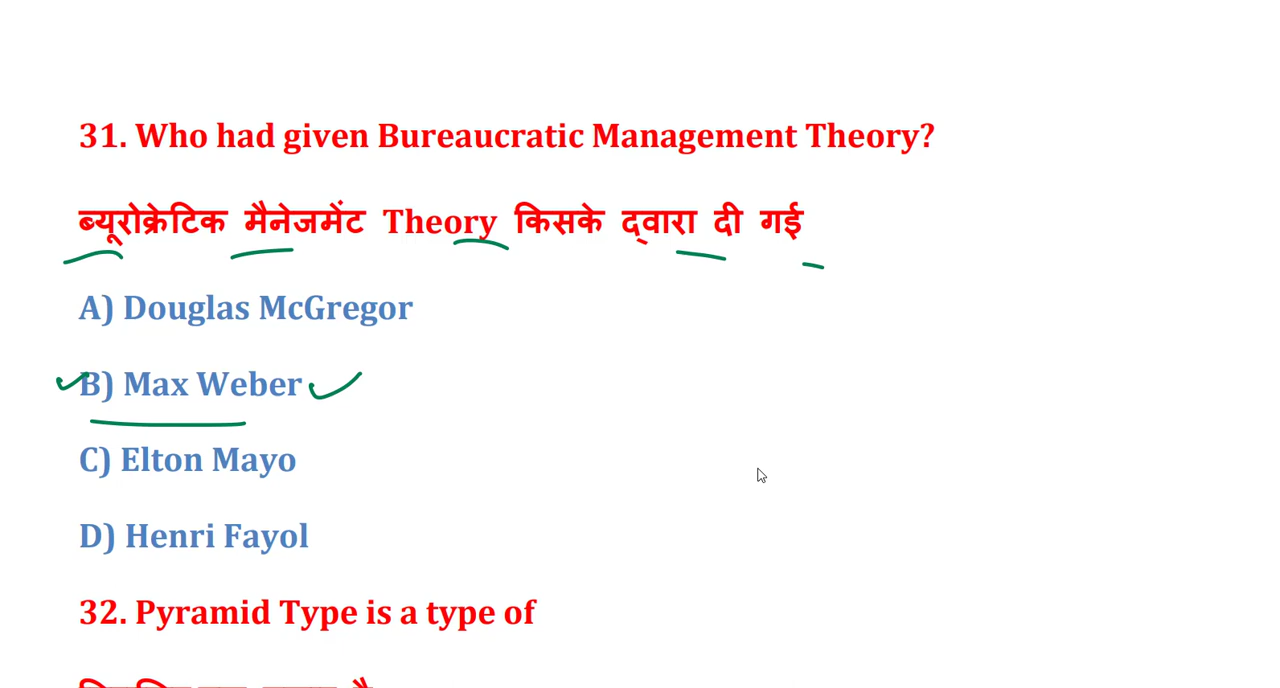 31. Who had given Bureaucratic Management Theory?
ब्यूरोक्रेटिक मैनेजमेंट Theory किसके द्वारा दी गई
A) Douglas McGregor
B) Max Weber
C) Elton Mayo
D) Henri Fayol
32. Pyramid Type is a type of